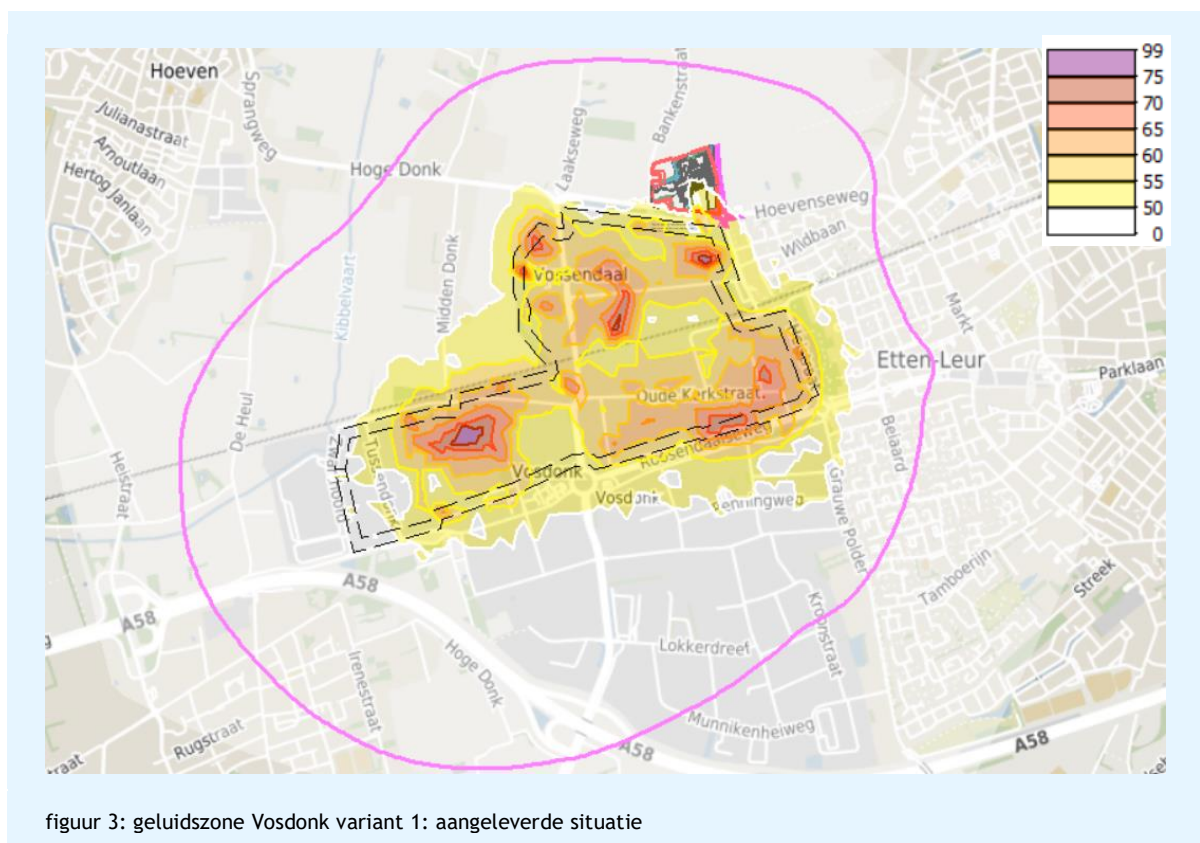 Hoeven
Sprangweg
Julianastraat
Arnoutlaan
Hertog Janlaan
Hoge Donk
Laakseweg
Bankenstraat
99
75
70
65
60
55
50
0
Hoevenseweg
Wildbaan
Kibbelvaart
Midden Donk
Vossendaal
Markt
Etten-Leur
Parklaan
De Heul
Oude Kerkstraat
Heistraat
Tussendonk
Roosendaalseweg
Beiaard
Vosdonk
Vosdonk
Penningweg
Grauwe Polder
A58
A58
Tamboerijn
Streek
Kroonstraat
Irenestraat
Hoge Donk
Lokkerdreef
Rugstraat
Munnikenheiweg
A58
A58
straat
figuur 3: geluidszone Vosdonk variant 1: aangeleverde situatie